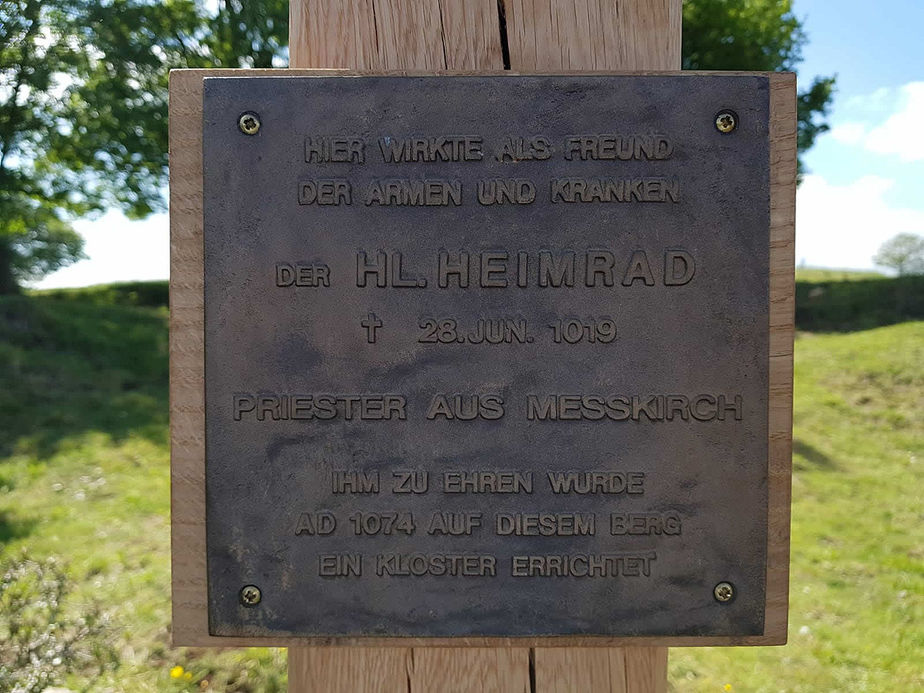 HIER WIRKTE ALS FREUND
DER ARMEN UND KRANKEN
DER HL. HEIMRAD
† 28. JUN. 1019
PRIESTER AUS MESSKIRCH
IHM ZU EHREN WURDE
AD 1074 AUF DIESEM BERG
EIN KLOSTER ERRICHTET